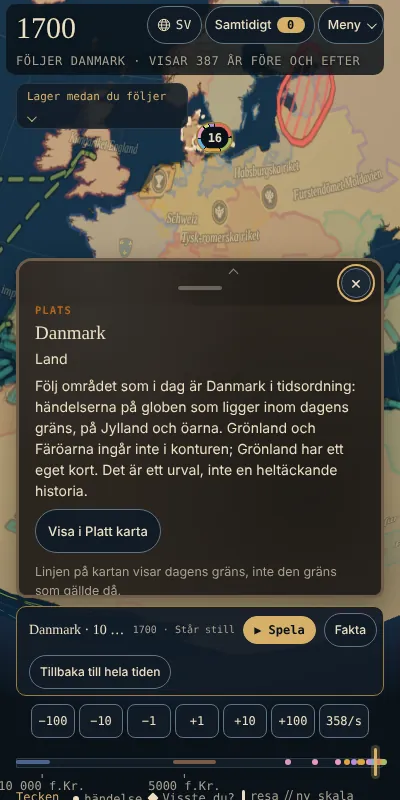 1700
SV
Samtidigt 0
Meny
FÖLJER DANMARK · VISAR 387 ÅR FÖRE OCH EFTER
Lager medan du följer
16
Habsburgska riket
Furstendömet Moldavien
Schweiz
Tysk-romerska riket
PLATS
Danmark
Land
Följ området som i dag är Danmark i tidsordning:
händelserna på globen som ligger inom dagens
gräns, på Jylland och öarna. Grönland och
Färöarna ingår inte i konturen; Grönland har ett
eget kort. Det är ett urval, inte en heltäckande
historia.
Visa i Platt karta
Linjen på kartan visar dagens gräns, inte den gräns
som gällde då.
Danmark · 10 ... 1700 · Står still
▶ Spela
Fakta
Tillbaka till hela tiden
−100
−10
−1
+1
+10
+100
358/s
10 000 f.Kr.
5000 f.Kr.
Tecken
händelse
Visste du?
resa
ny skala